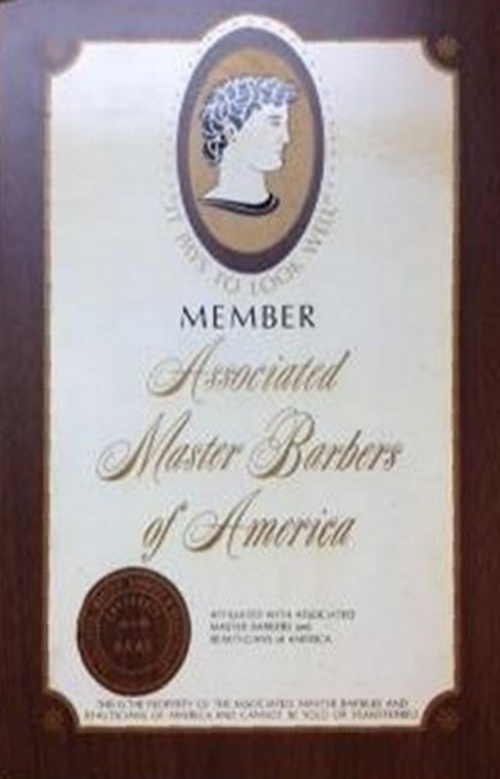 IT PAYS TO LOOK WELL
MEMBER
Associated
Master Barbers
of America
AFFILIATED WITH ASSOCIATED
MASTER BARBERS and
BEAUTICIANS of AMERICA
THIS IS THE PROPERTY OF THE ASSOCIATED MASTER BARBERS AND
BEAUTICIANS OF AMERICA AND CANNOT BE SOLD OR TRANSFERRED